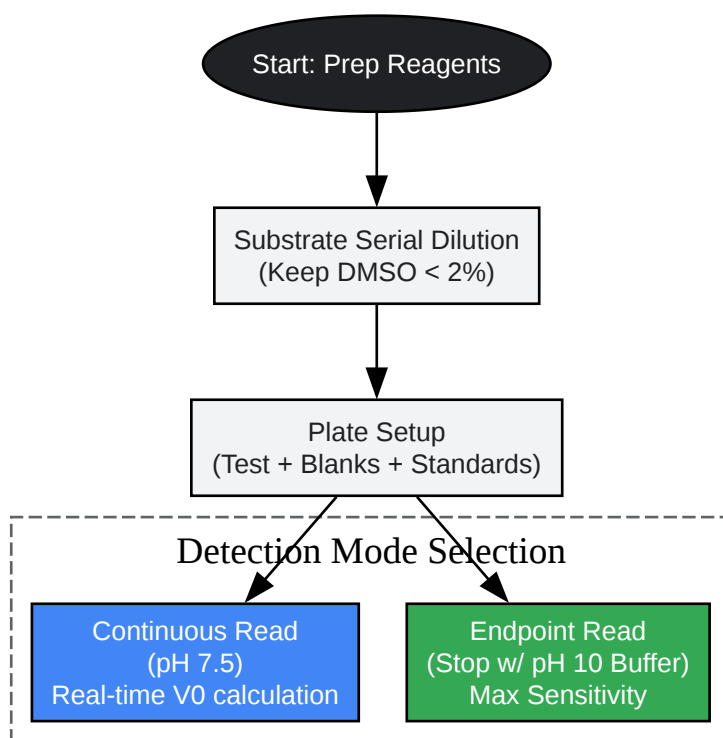 Start: Prep Reagents
Substrate Serial Dilution
(Keep DMSO < 2%)
Plate Setup
(Test + Blanks + Standards)
Detection Mode Selection
Continuous Read
(pH 7.5)
Real-time V0 calculation
Endpoint Read
(Stop w/ pH 10 Buffer)
Max Sensitivity